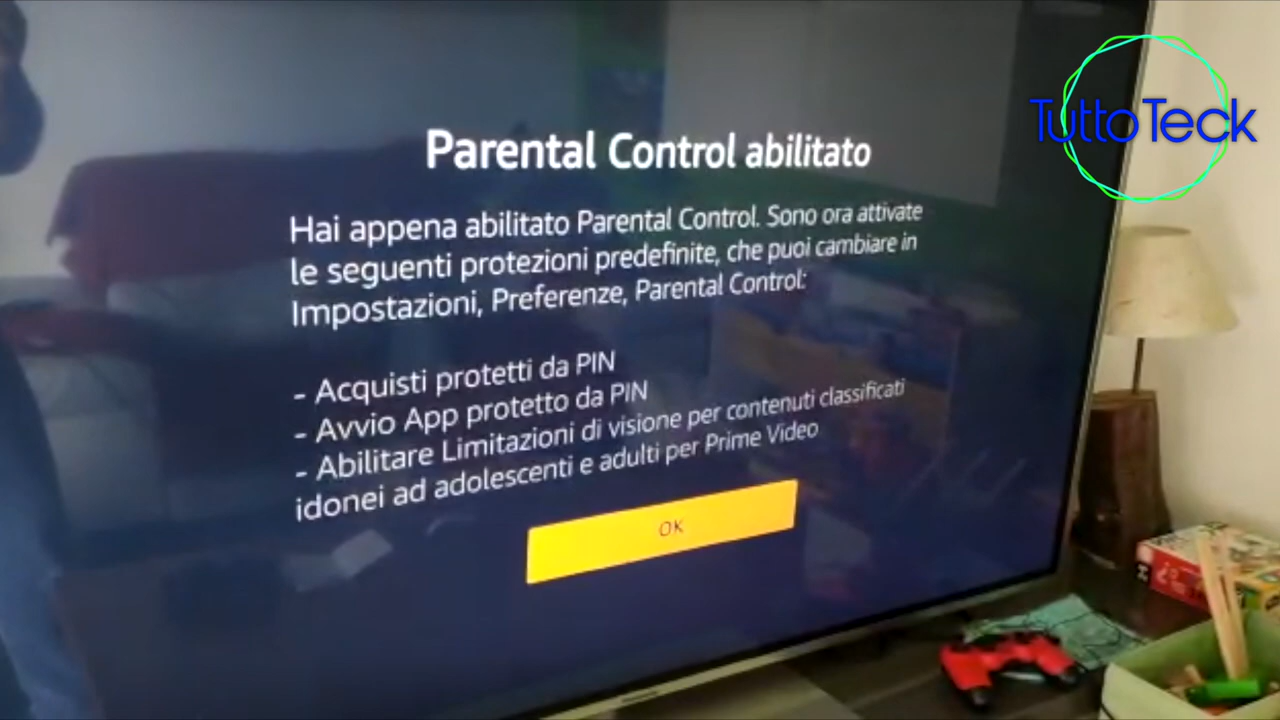 TuttoTeck
Parental Control abilitato
Hai appena abilitato Parental Control. Sono ora attivate
le seguenti protezioni predefinite, che puoi cambiare in
Impostazioni, Preferenze, Parental Control:
- Acquisti protetti da PIN
- Avvio App protetto da PIN
- Abilitare Limitazioni di visione per contenuti classificati
idonei ad adolescenti e adulti per Prime Video
OK